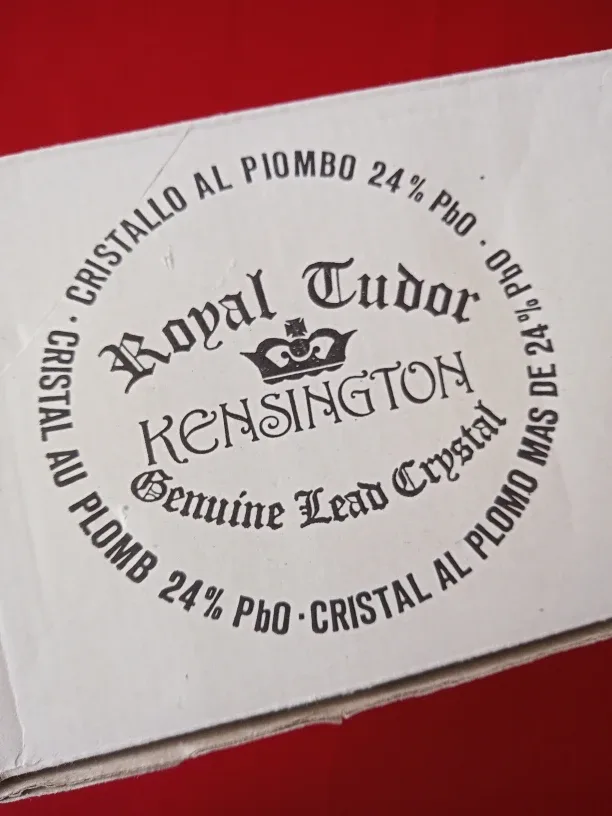 Royal Tudor
KENSINGTON
Genuine Lead Crystal
· CRISTALLO AL PIOMBO 24% PbO
· CRISTAL AU PLOMB 24% PbO
· CRISTAL AL PLOMO MAS DE 24% PbO